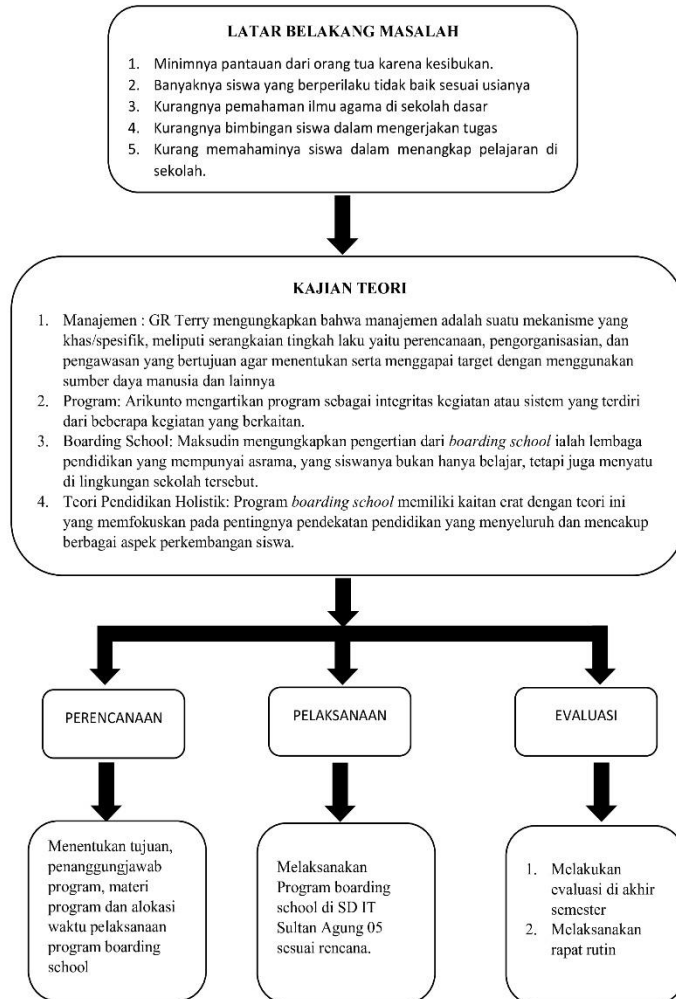 LATAR BELAKANG MASALAH
1. Minimnya pantauan dari orang tua karena kesibukan.
2. Banyaknya siswa yang berperilaku tidak baik sesuai usianya
3. Kurangnya pemahaman ilmu agama di sekolah dasar
4. Kurangnya bimbingan siswa dalam mengerjakan tugas
5. Kurang memahaminya siswa dalam menangkap pelajaran di
sekolah.
KAJIAN TEORI
1. Manajemen : GR Terry mengungkapkan bahwa manajemen adalah suatu mekanisme yang
khas/spesifik, meliputi serangkaian tingkah laku yaitu perencanaan, pengorganisasian, dan
pengawasan yang bertujuan agar menentukan serta menggapai target dengan menggunakan
sumber daya manusia dan lainnya
2. Program: Arikunto mengartikan program sebagai integritas kegiatan atau sistem yang terdiri
dari beberapa kegiatan yang berkaitan.
3. Boarding School: Maksudin mengungkapkan pengertian dari boarding school ialah lembaga
pendidikan yang mempunyai asrama, yang siswanya bukan hanya belajar, tetapi juga menyatu
di lingkungan sekolah tersebut.
4. Teori Pendidikan Holistik: Program boarding school memiliki kaitan erat dengan teori ini
yang memfokuskan pada pentingnya pendekatan pendidikan yang menyeluruh dan mencakup
berbagai aspek perkembangan siswa.
PERENCANAAN
PELAKSANAAN
EVALUASI
Menentukan tujuan,
penanggungjawab
program, materi
program dan alokasi
waktu pelaksanaan
program boarding
school
Melaksanakan
Program boarding
school di SD IT
Sultan Agung 05
sesuai rencana.
1. Melakukan
evaluasi di akhir
semester
2. Melaksanakan
rapat rutin